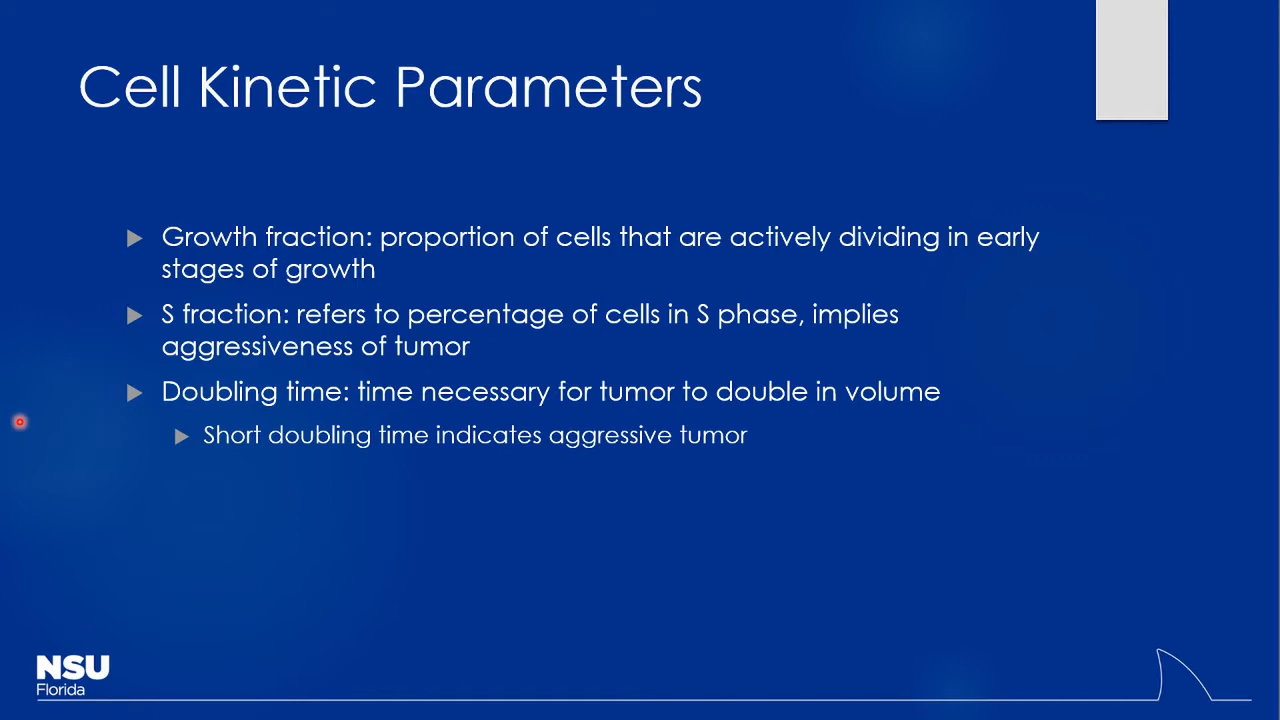 Cell Kinetic Parameters
Growth fraction: proportion of cells that are actively dividing in early
stages of growth
S fraction: refers to percentage of cells in S phase, implies
aggressiveness of tumor
Doubling time: time necessary for tumor to double in volume
Short doubling time indicates aggressive tumor
NSU
Florida